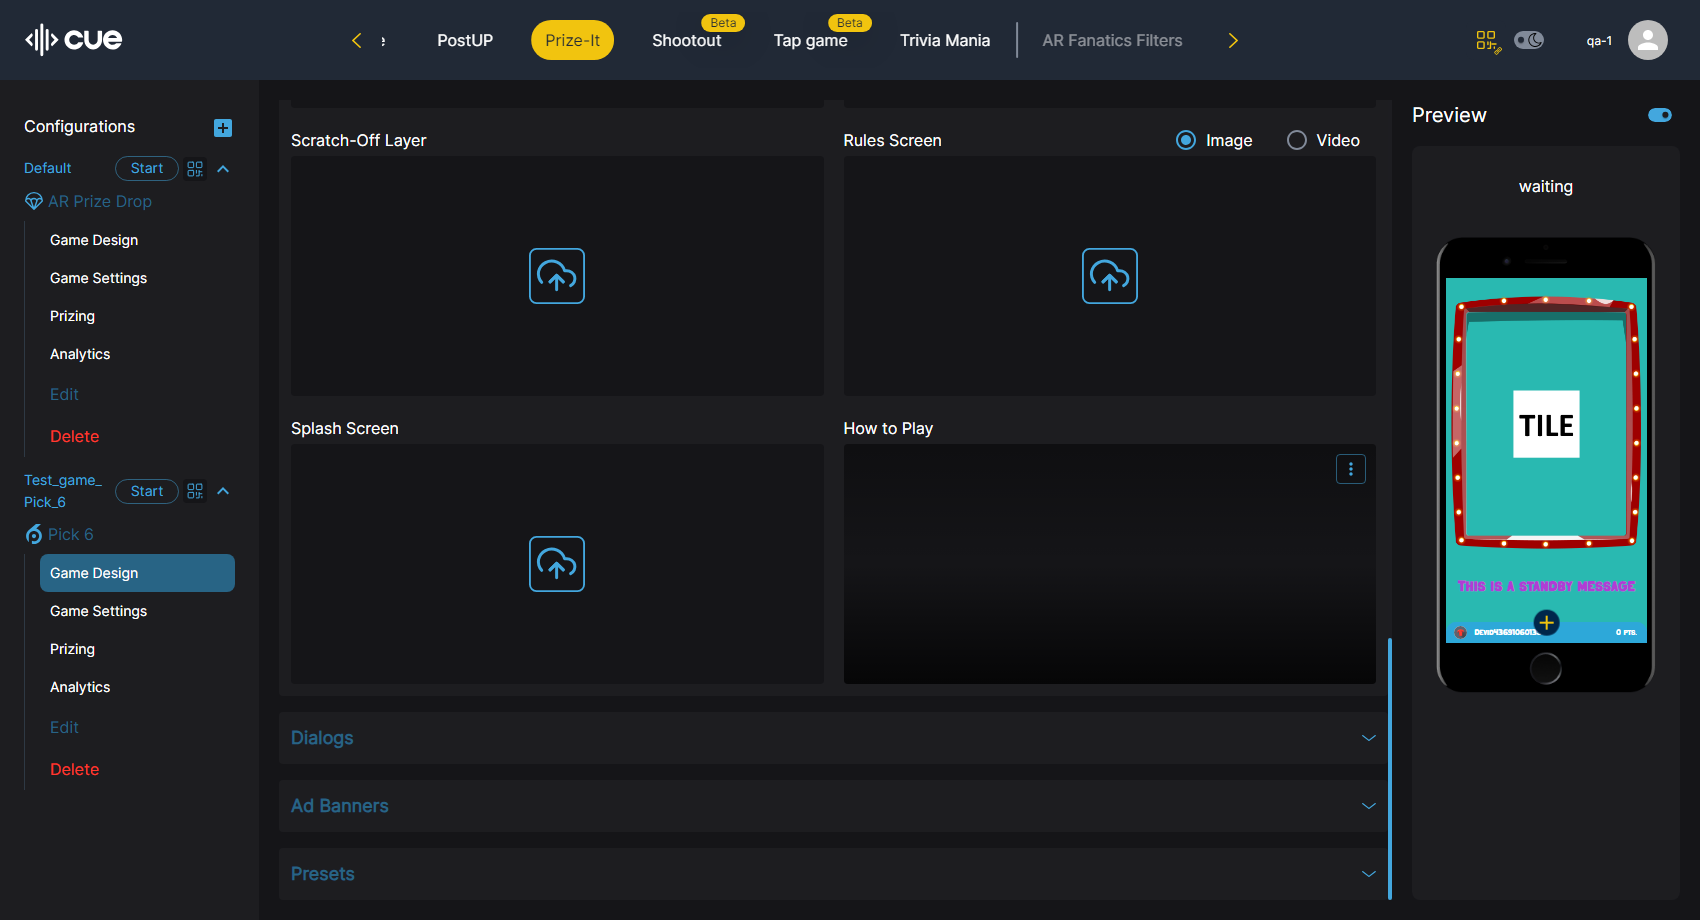 cue
e
PostUP
Prize-It
Shootout
Beta
Tap game
Beta
Trivia Mania
AR Fanatics Filters
qa-1
Configurations
Default
Start
AR Prize Drop
Game Design
Game Settings
Prizing
Analytics
Edit
Delete
Test_game_
Pick_6
Start
Pick 6
Game Design
Game Settings
Prizing
Analytics
Edit
Delete
Scratch-Off Layer
Rules Screen
Image
Video
Splash Screen
How to Play
Dialogs
Ad Banners
Presets
Preview
waiting
TILE
THIS IS A STANDBY MESSAGE
0 PTS.